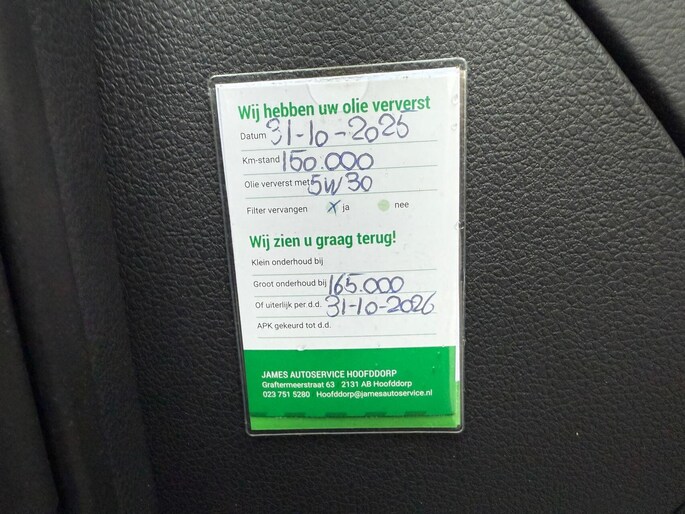 Wij hebben uw olie ververst
Datum 31-10-2025
Km-stand 150.000
Olie ververst met 5W30
Filter vervangen X ja nee
Wij zien u graag terug!
Klein onderhoud bij
Groot onderhoud bij 165.000
Of uiterlijk per d.d. 31-10-2026
APK gekeurd tot d.d.
JAMES AUTOSERVICE HOOFDDORP
Graftermeerstraat 63 2131 AB Hoofddorp
023 751 5280 Hoofddorp@jamesautoservice.nl